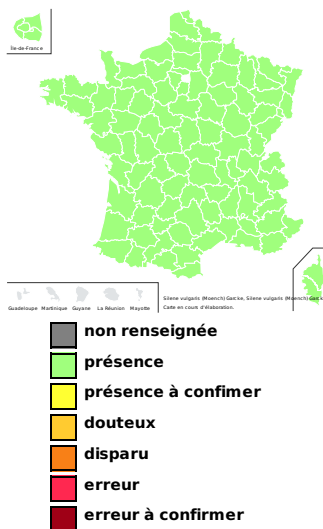 Île-de-France
Guadeloupe Martinique Guyane La Réunion Mayotte
Silene vulgaris (Moench) Garcke, Silene vulgaris (Moench) Garcke
Carte en cours d'élaboration.
non renseignée
présence
présence à confimer
douteux
disparu
erreur
erreur à confirmer